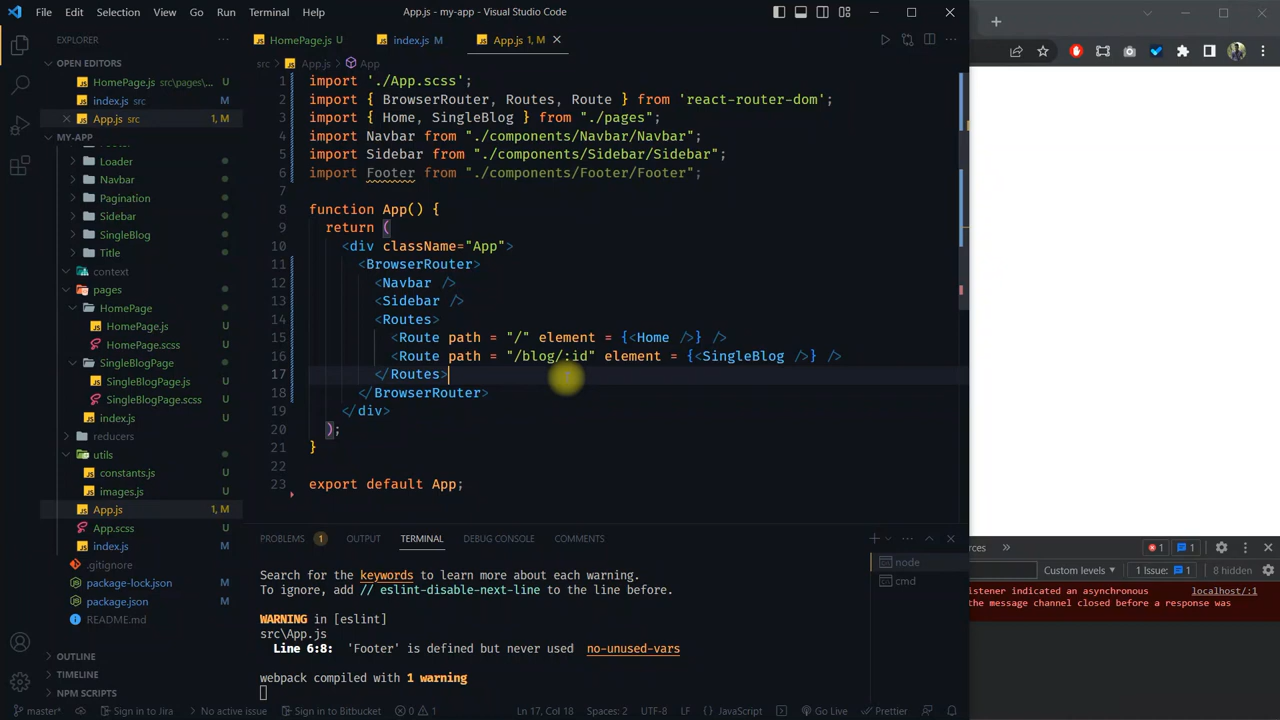 File Edit Selection View Go Run Terminal Help App.js - my-app - Visual Studio Code
EXPLORER
HomePage.js U index.js M App.js 1, M
OPEN EDITORS
src App.js App
HomePage.js src\pages\... U
index.js src M
App.js src 1, M
MY-APP
Loader
Navbar
Pagination
Sidebar
SingleBlog
Title
context
pages
HomePage
HomePage.js U
HomePage.scss U
SingleBlogPage
SingleBlogPage.js U
SingleBlogPage.scss U
index.js U
reducers
utils
constants.js U
images.js U
App.js 1, M
App.scss U
index.js M
.gitignore
package-lock.json M
package.json M
README.md
OUTLINE
TIMELINE
NPM SCRIPTS
1 import './App.scss';
2 import { BrowserRouter, Routes, Route } from 'react-router-dom';
3 import { Home, SingleBlog } from "./pages";
4 import Navbar from "./components/Navbar/Navbar";
5 import Sidebar from "./components/Sidebar/Sidebar";
6 import Footer from "./components/Footer/Footer";
7
8 function App() {
9 return (
10 <div className="App">
11 <BrowserRouter>
12 <Navbar />
13 <Sidebar />
14 <Routes>
15 <Route path = "/" element = {<Home />} />
16 <Route path = "/blog/:id" element = {<SingleBlog />} />
17 </Routes>
18 </BrowserRouter>
19 </div>
20 );
21 }
22
23 export default App;
PROBLEMS 1 OUTPUT TERMINAL DEBUG CONSOLE COMMENTS
node
cmd
Search for the keywords to learn more about each warning.
To ignore, add // eslint-disable-next-line to the line before.
WARNING in [eslint]
src\App.js
Line 6:8: 'Footer' is defined but never used no-unused-vars
webpack compiled with 1 warning
master* Sign in to Jira No active issue Sign in to Bitbucket 0 1 Ln 17, Col 18 Spaces: 2 UTF-8 LF JavaScript Go Live Prettier
1 1
Custom levels 1 Issue: 1 8 hidden
istener indicated an asynchronous localhost/:1
the message channel closed before a response was